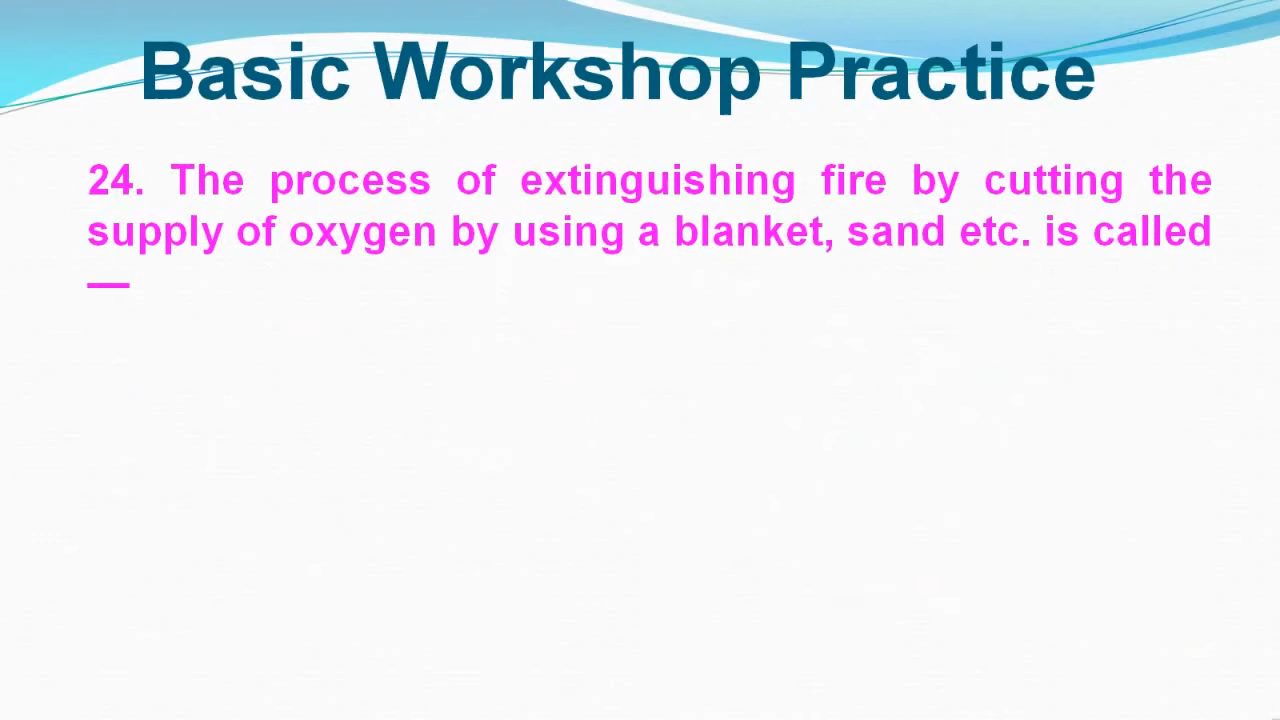 Basic Workshop Practice
24. The process of extinguishing fire by cutting the
supply of oxygen by using a blanket, sand etc. is called
—